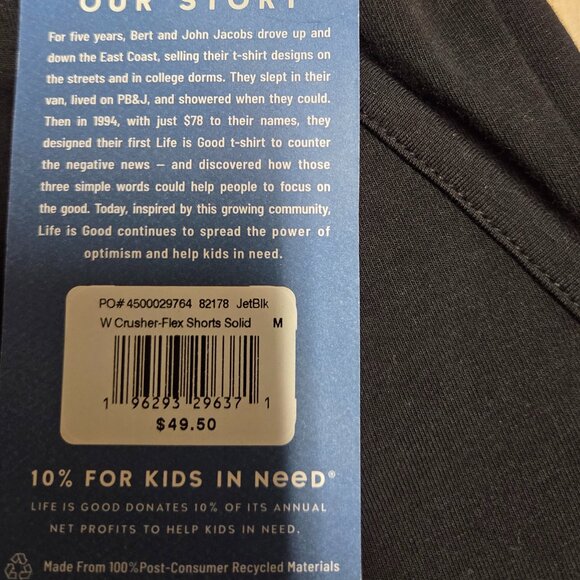 OUR STORY
For five years, Bert and John Jacobs drove up and
down the East Coast, selling their t-shirt designs on
the streets and in college dorms. They slept in their
van, lived on PB&J, and showered when they could.
Then in 1994, with just $78 to their names, they
designed their first Life is Good t-shirt to counter
the negative news — and discovered how those
three simple words could help people to focus on
the good. Today, inspired by this growing community,
Life is Good continues to spread the power of
optimism and help kids in need.
PO# 4500029764 82178 JetBlk
W Crusher-Flex Shorts Solid M
1 96293 29637 1
$49.50
10% FOR KIDS IN NeeD®
LIFE IS GOOD DONATES 10% OF ITS ANNUAL
NET PROFITS TO HELP KIDS IN NEED.
Made From 100%Post-Consumer Recycled Materials